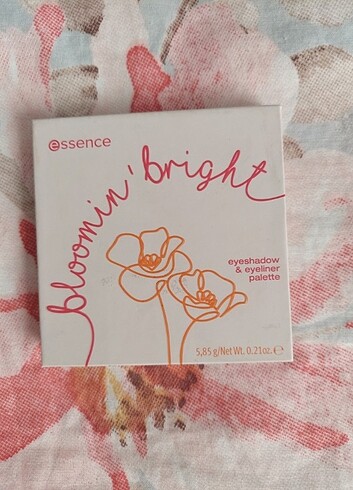 essence
bloomin' bright
eyeshadow
& eyeliner
palette
5,85 g/Net Wt. 0.21oz. ℮